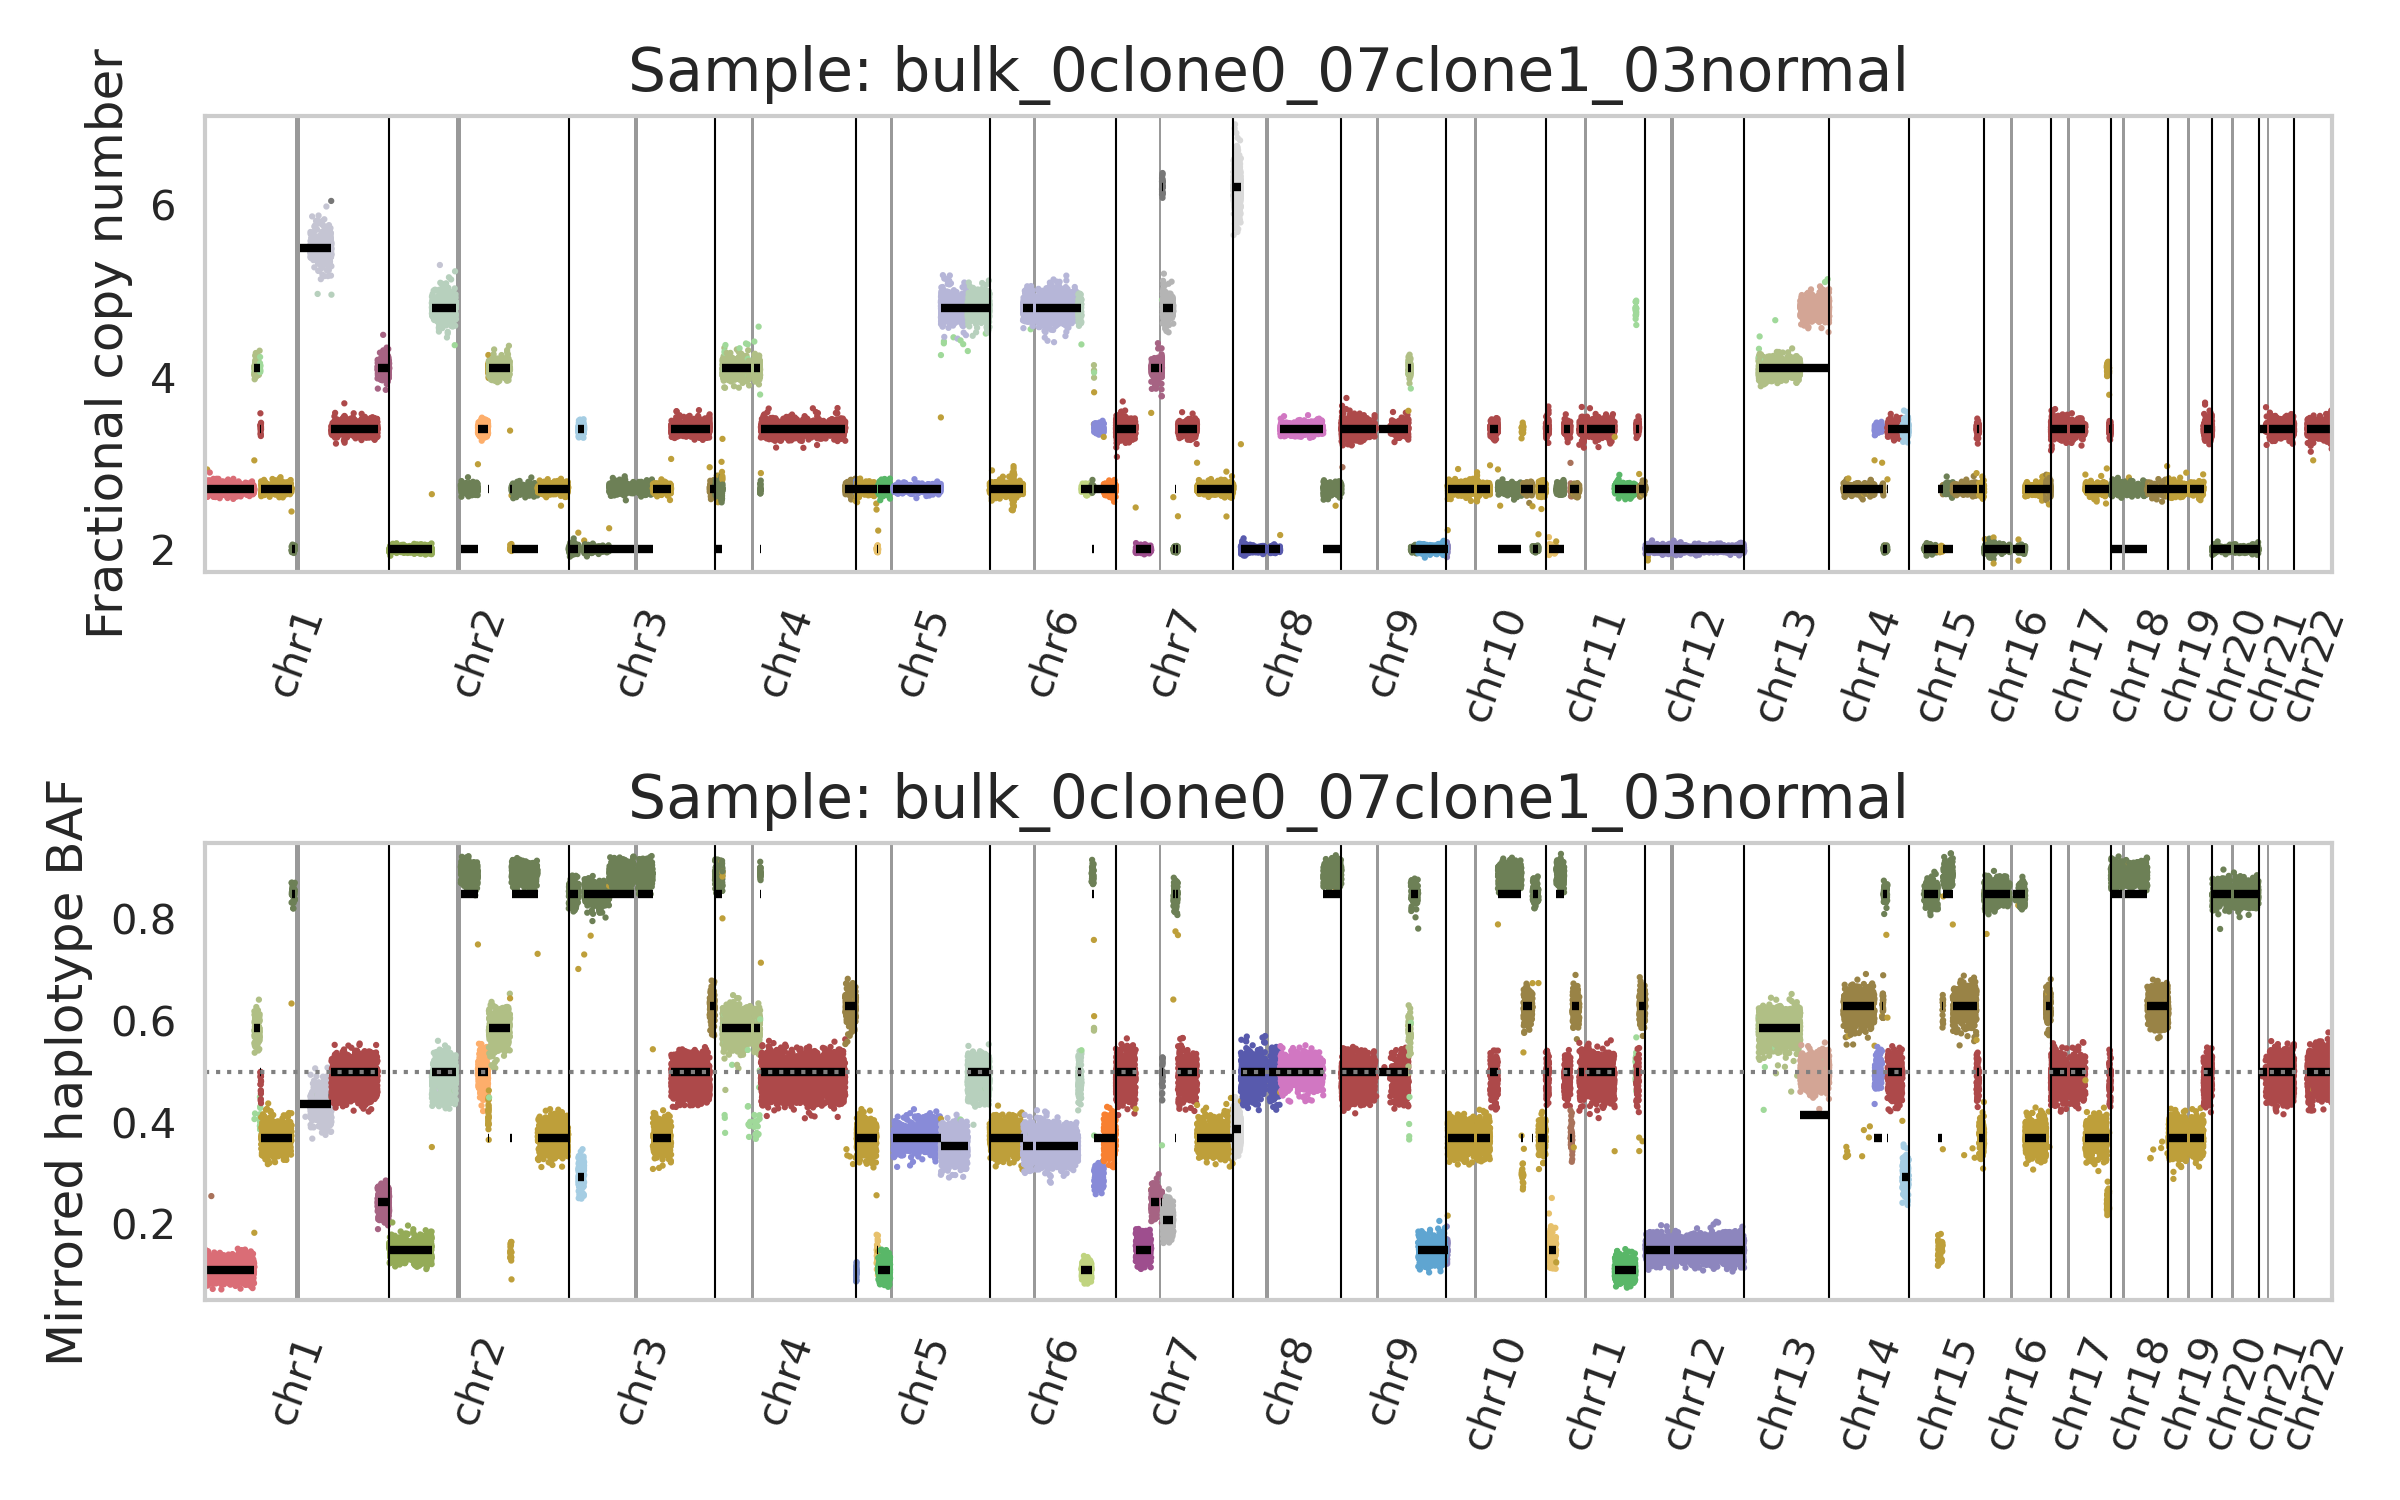 Sample: bulk_0clone0_07clone1_03normal
Fractional copy number
6
4
2
chr1 chr2 chr3 chr4 chr5 chr6 chr7 chr8 chr9 chr10 chr11 chr12 chr13 chr14 chr15 chr16 chr17 chr18 chr19 chr20 chr21 chr22
Sample: bulk_0clone0_07clone1_03normal
Mirrored haplotype BAF
0.8
0.6
0.4
0.2
chr1 chr2 chr3 chr4 chr5 chr6 chr7 chr8 chr9 chr10 chr11 chr12 chr13 chr14 chr15 chr16 chr17 chr18 chr19 chr20 chr21 chr22